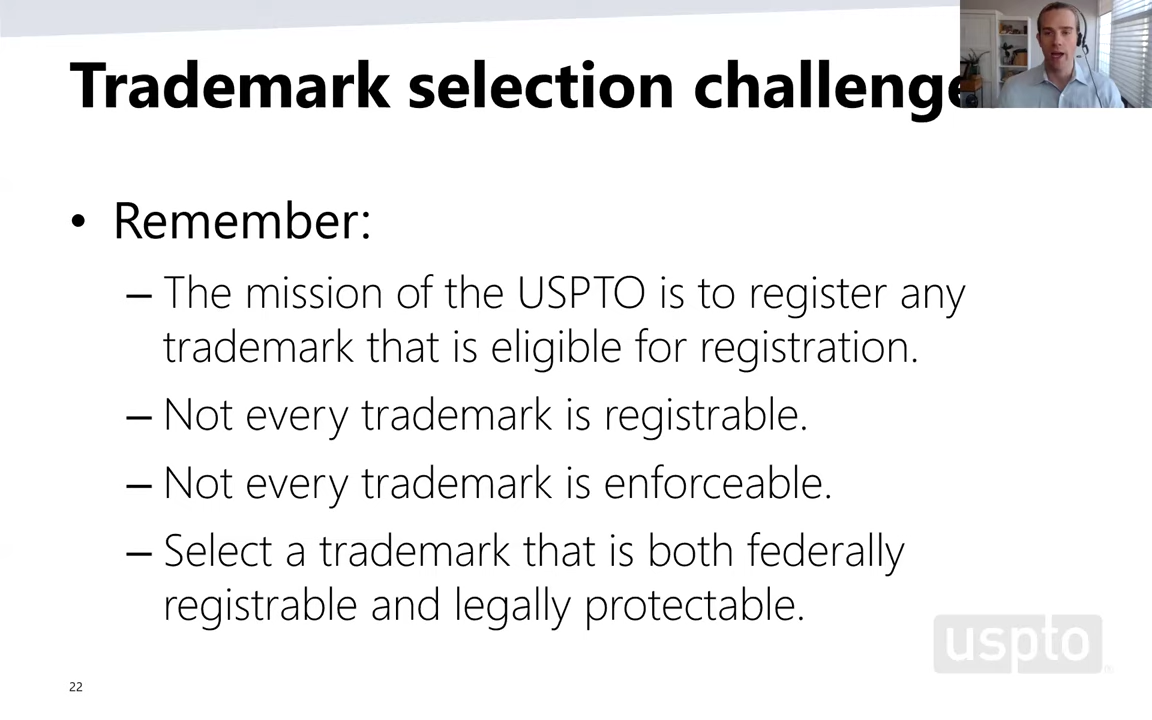 Trademark selection challenge
• Remember:
– The mission of the USPTO is to register any
trademark that is eligible for registration.
– Not every trademark is registrable.
– Not every trademark is enforceable.
– Select a trademark that is both federally
registrable and legally protectable.
uspto
22